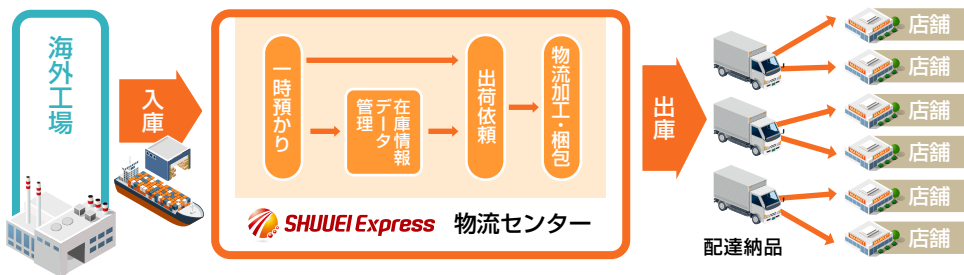 海外工場
入庫
一時預かり
在庫情報
データ
管理
出荷依頼
物流加工・梱包
SHUUEI Express 物流センター
出庫
配達納品
店舗
店舗
店舗
店舗
店舗
店舗